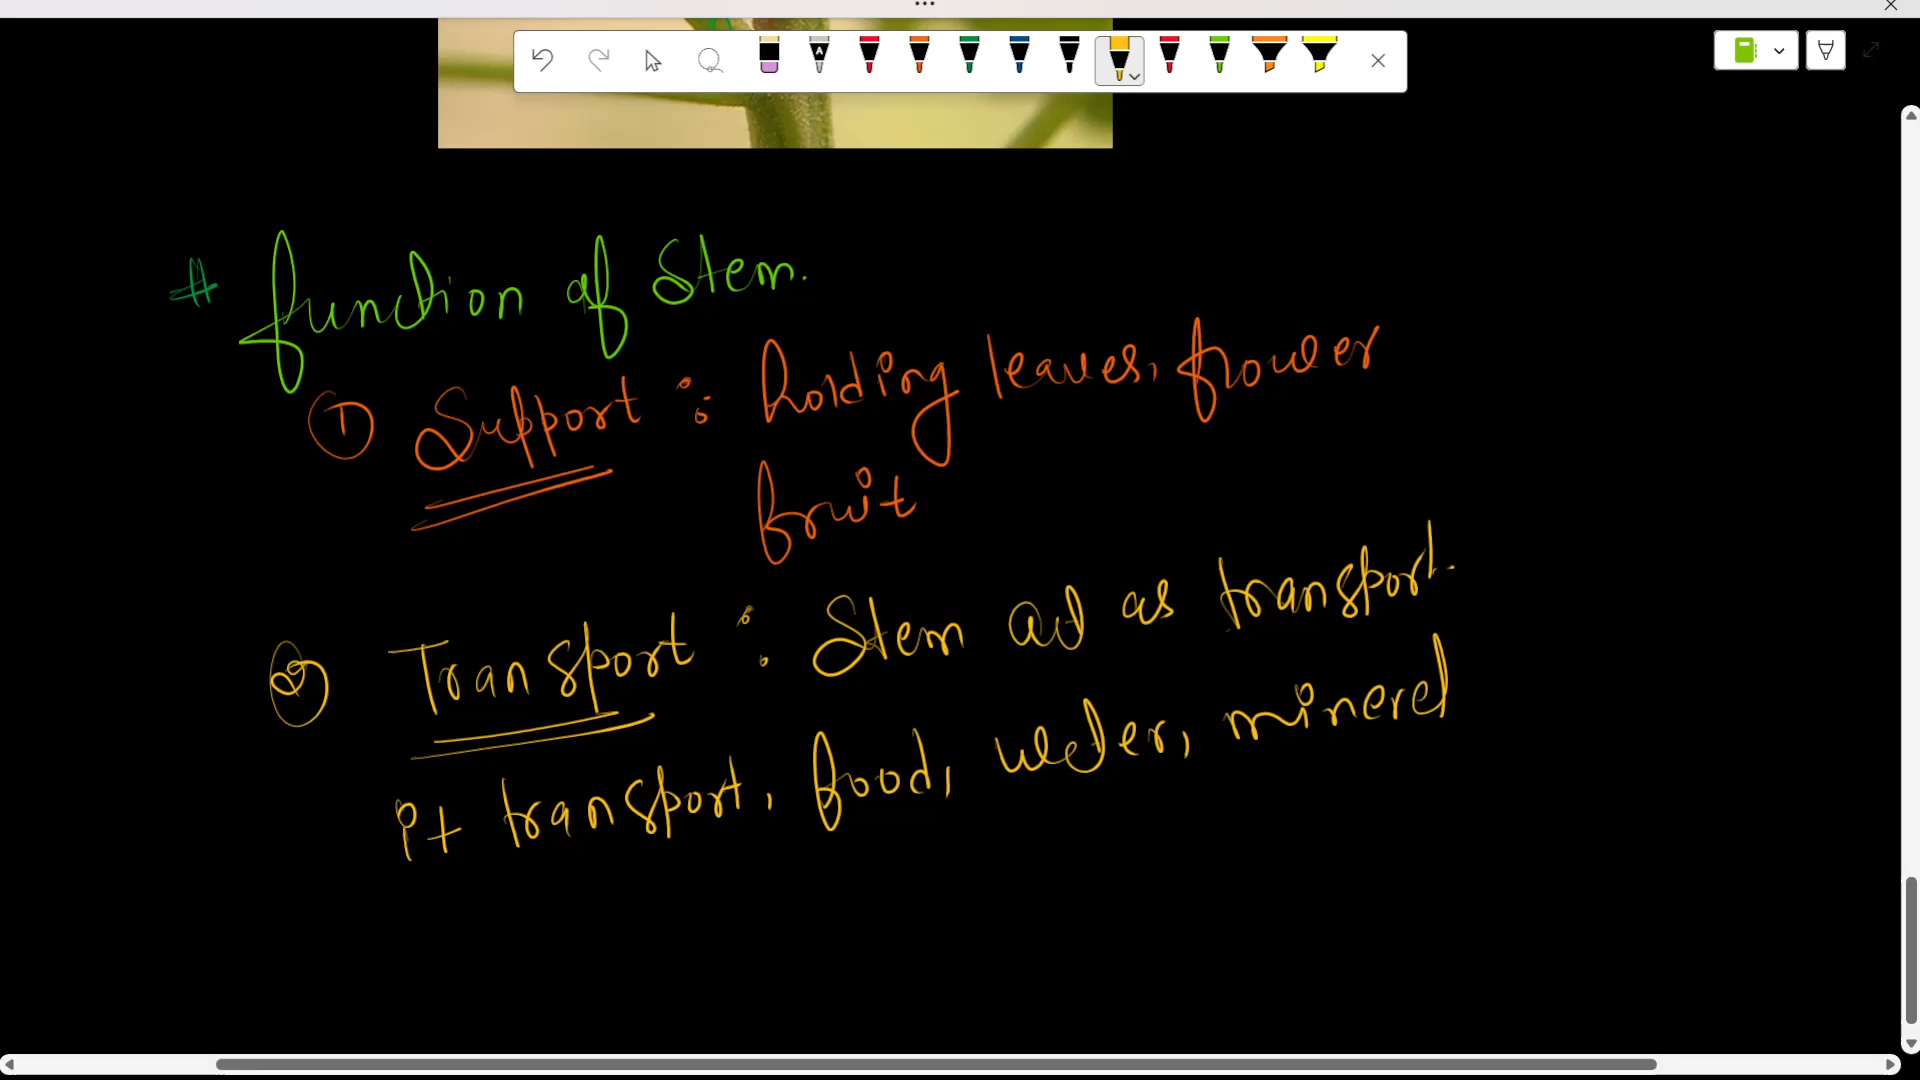 # function of Stem.
① Support : holding leaves, flower
fruit
② Transport : Stem act as transport.
it transport, food, water, mineral